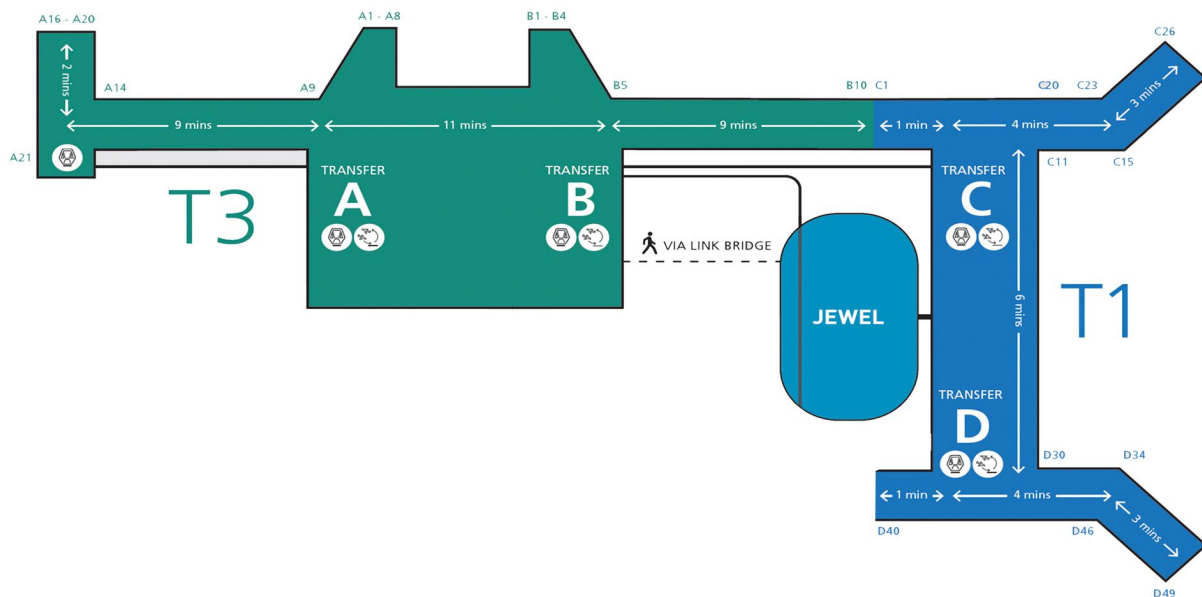 A16 - A20
A1 - A8
B1 - B4
C26
2 mins
A14
A9
B5
B10
C1
C20
C23
3 mins
9 mins
11 mins
9 mins
1 min
4 mins
A21
C11
C15
T3
TRANSFER
A
TRANSFER
B
TRANSFER
C
VIA LINK BRIDGE
JEWEL
6 mins
T1
TRANSFER
D
D30
D34
1 min
4 mins
3 mins
D40
D46
D49